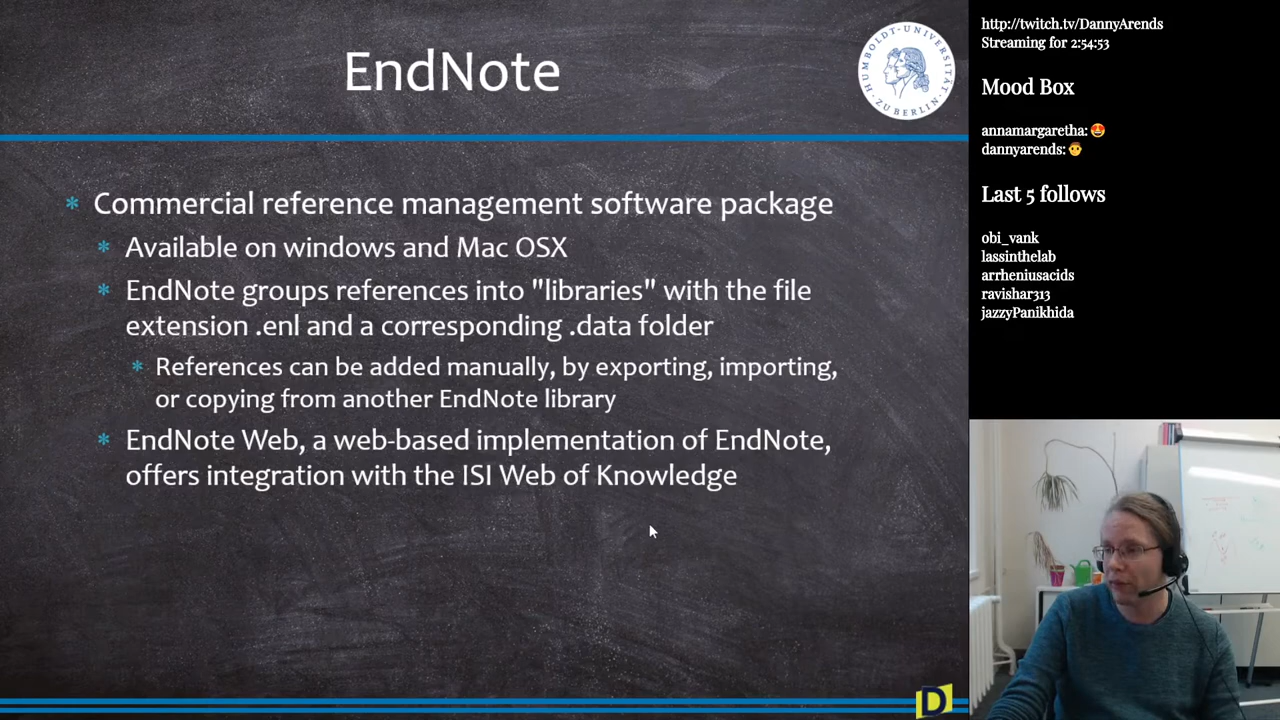 EndNote
HUMBOLDT-UNIVERSITÄT
ZU BERLIN
* Commercial reference management software package
* Available on windows and Mac OSX
* EndNote groups references into "libraries" with the file
extension .enl and a corresponding .data folder
* References can be added manually, by exporting, importing,
or copying from another EndNote library
* EndNote Web, a web-based implementation of EndNote,
offers integration with the ISI Web of Knowledge
D
http://twitch.tv/DannyArends
Streaming for 2:54:53
Mood Box
annamargaretha: 😍
dannyarends: 👨
Last 5 follows
obi_vank
lassinthelab
arrheniusacids
ravishar313
jazzyPanikhida